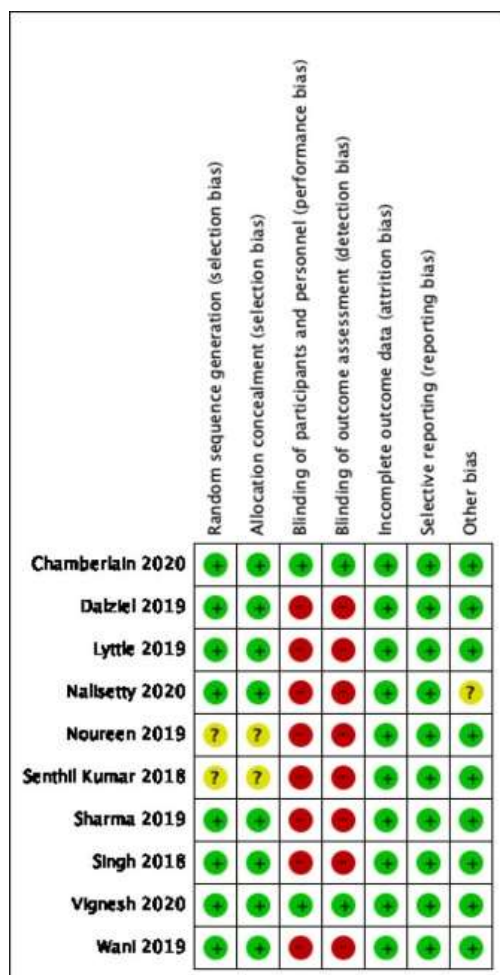 Random sequence generation (selection bias)
Allocation concealment (selection bias)
Blinding of participants and personnel (performance bias)
Blinding of outcome assessment (detection bias)
Incomplete outcome data (attrition bias)
Selective reporting (reporting bias)
Other bias
Chamberlain 2020 + + + + + + +
Dalziel 2019 + + - - + + +
Lyttle 2019 + + - - + + +
Nalisetty 2020 + + - - + + ?
Noureen 2019 ? ? - - + + +
Senthil Kumar 2018 ? ? - - + + +
Sharma 2019 + + - - + + +
Singh 2018 + + - - + + +
Vignesh 2020 + + + + + + +
Wani 2019 + + - - + + +